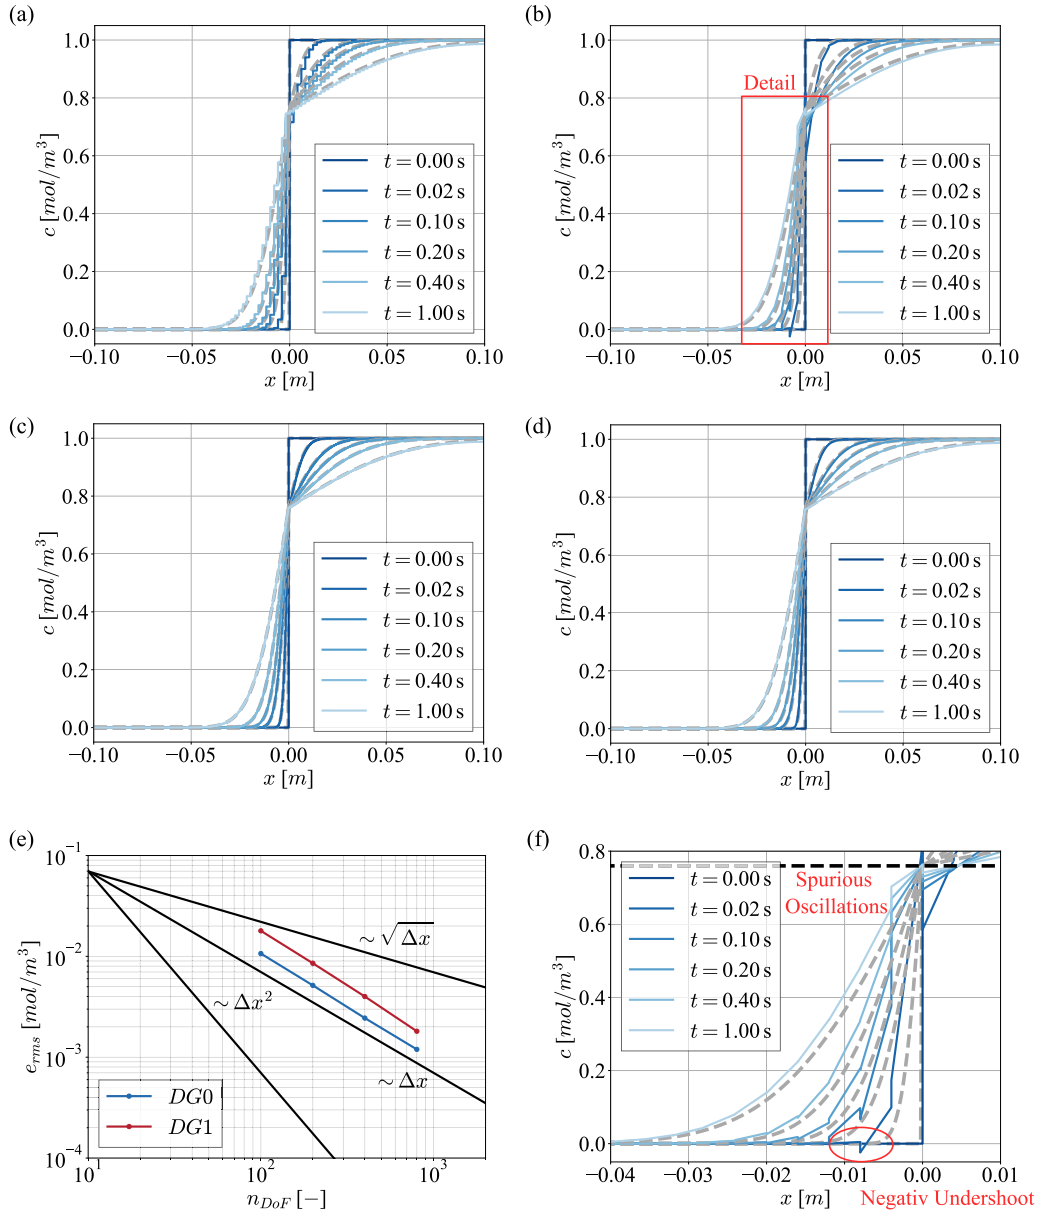 (a)
1.0
0.8
0.6
0.4
0.2
0.0
c [mol/m³]
t = 0.00 s
t = 0.02 s
t = 0.10 s
t = 0.20 s
t = 0.40 s
t = 1.00 s
−0.10 −0.05 0.00 0.05 0.10
x [m]
(b)
Detail
1.0
0.8
0.6
0.4
0.2
0.0
c [mol/m³]
t = 0.00 s
t = 0.02 s
t = 0.10 s
t = 0.20 s
t = 0.40 s
t = 1.00 s
−0.10 −0.05 0.00 0.05 0.10
x [m]
(c)
1.0
0.8
0.6
0.4
0.2
0.0
c [mol/m³]
t = 0.00 s
t = 0.02 s
t = 0.10 s
t = 0.20 s
t = 0.40 s
t = 1.00 s
−0.10 −0.05 0.00 0.05 0.10
x [m]
(d)
1.0
0.8
0.6
0.4
0.2
0.0
c [mol/m³]
t = 0.00 s
t = 0.02 s
t = 0.10 s
t = 0.20 s
t = 0.40 s
t = 1.00 s
−0.10 −0.05 0.00 0.05 0.10
x [m]
(e)
10⁻¹
10⁻²
10⁻³
10⁻⁴
e_rms [mol/m³]
∼ √Δx
∼ Δx²
∼ Δx
DG0
DG1
10¹ 10² 10³
n_DoF [−]
(f)
0.8
0.6
0.4
0.2
0.0
c [mol/m³]
t = 0.00 s
t = 0.02 s
t = 0.10 s
t = 0.20 s
t = 0.40 s
t = 1.00 s
Spurious
Oscillations
−0.04 −0.03 −0.02 −0.01 0.00 0.01
x [m]
Negativ Undershoot